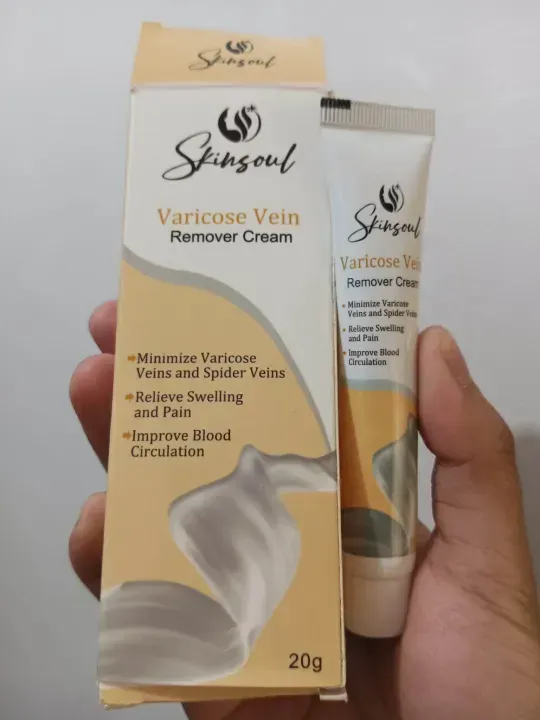 Skinsoul
Skinsoul
Varicose Vein
Remover Cream
Minimize Varicose
Veins and Spider Veins
Relieve Swelling
and Pain
Improve Blood
Circulation
20g
Skinsoul
Varicose Vein
Remover Cream
Minimize Varicose
Veins and Spider Veins
Relieve Swelling
and Pain
Improve Blood
Circulation